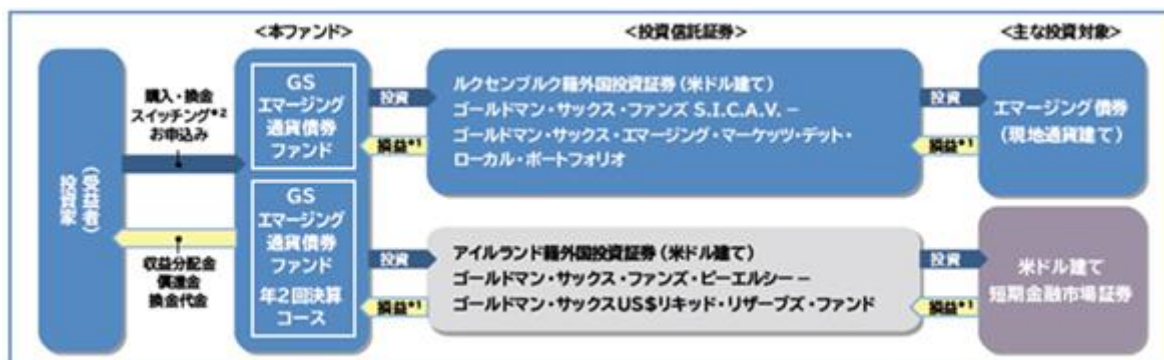 <本ファンド>
<投資信託証券>
<主な投資対象>
投資家
(受益者)
購入・換金
スイッチング*2
お申込み
収益分配金
償還金
換金代金
GS
エマージング
通貨債券
ファンド
GS
エマージング
通貨債券
ファンド
年2回決算
コース
投資
損益*1
投資
損益*1
ルクセンブルク籍外国投資証券(米ドル建て)
ゴールドマン・サックス・ファンズ S.I.C.A.V. −
ゴールドマン・サックス・エマージング・マーケッツ・デット・
ローカル・ポートフォリオ
アイルランド籍外国投資証券(米ドル建て)
ゴールドマン・サックス・ファンズ・ピーエルシー −
ゴールドマン・サックスUS$リキッド・リザーブズ・ファンド
投資
損益*1
投資
損益*1
エマージング債券
(現地通貨建て)
米ドル建て
短期金融市場証券